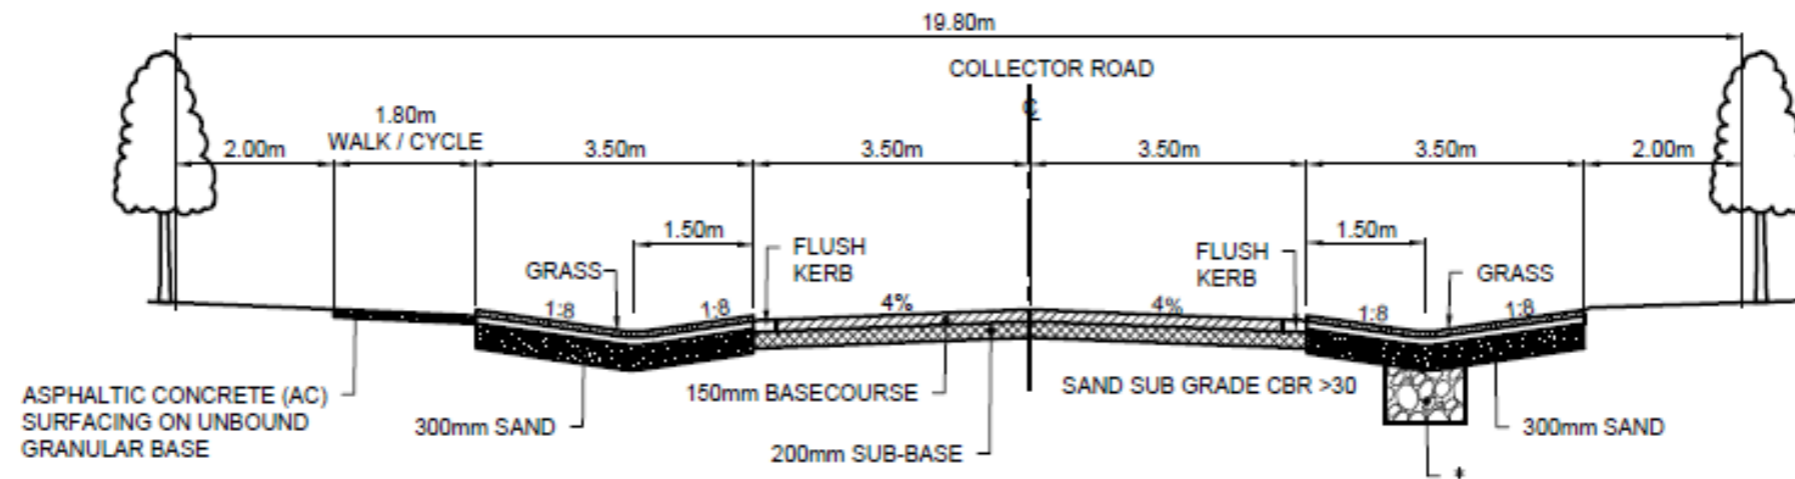 19.80m
COLLECTOR ROAD
℄
1.80m
WALK / CYCLE
2.00m
3.50m
3.50m
3.50m
3.50m
2.00m
1.50m
1.50m
FLUSH
KERB
FLUSH
KERB
GRASS
GRASS
1:8
1:8
4%
4%
1:8
1:8
ASPHALTIC CONCRETE (AC)
SURFACING ON UNBOUND
GRANULAR BASE
300mm SAND
150mm BASECOURSE
200mm SUB-BASE
SAND SUB GRADE CBR >30
300mm SAND
*